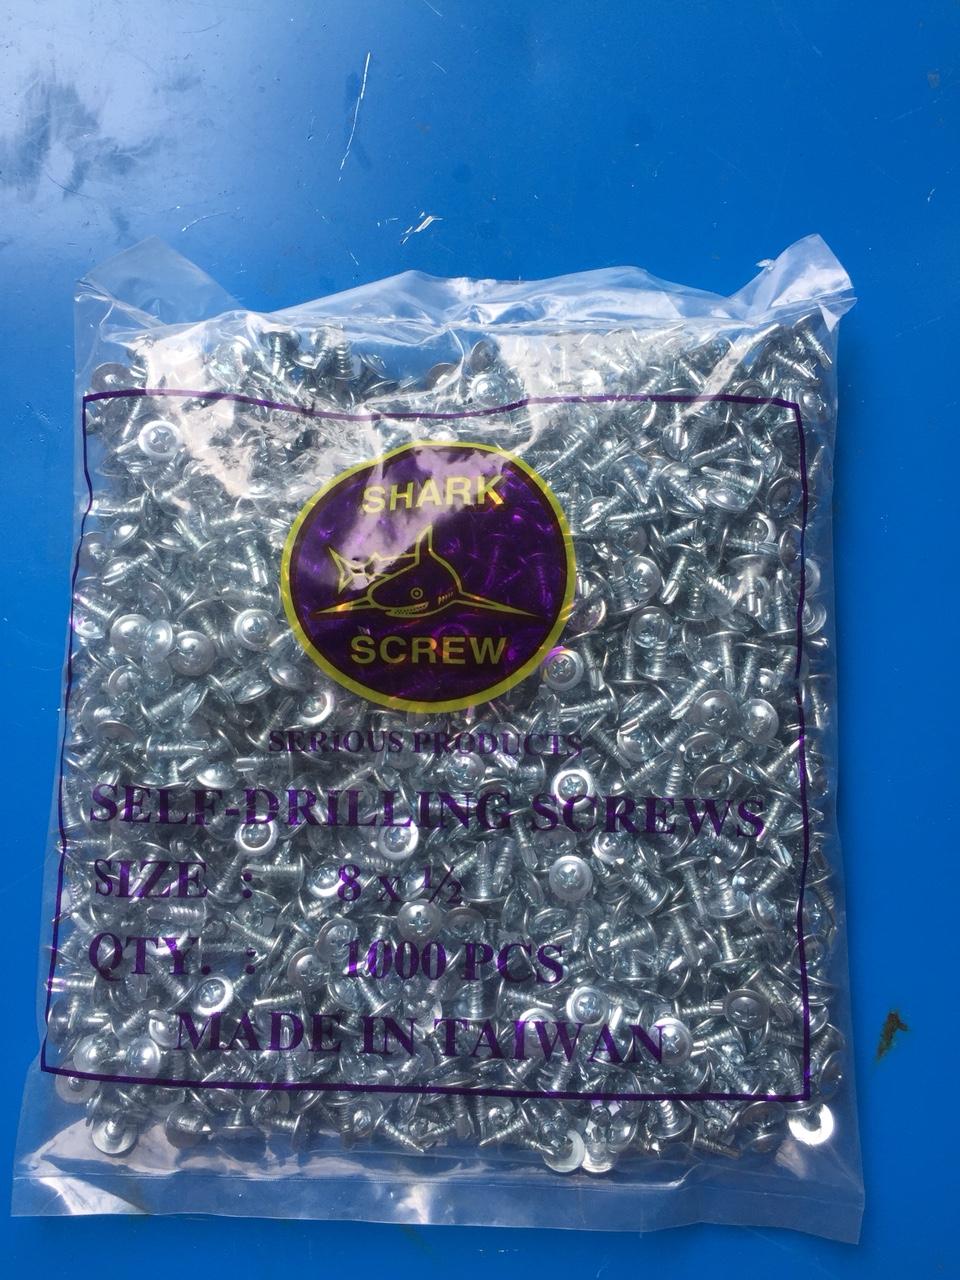 SHARK
SCREW
SERIOUS PRODUCTS
SELF-DRILLING SCREWS
SIZE : 8 x ½
QTY. : 1000 PCS
MADE IN TAIWAN